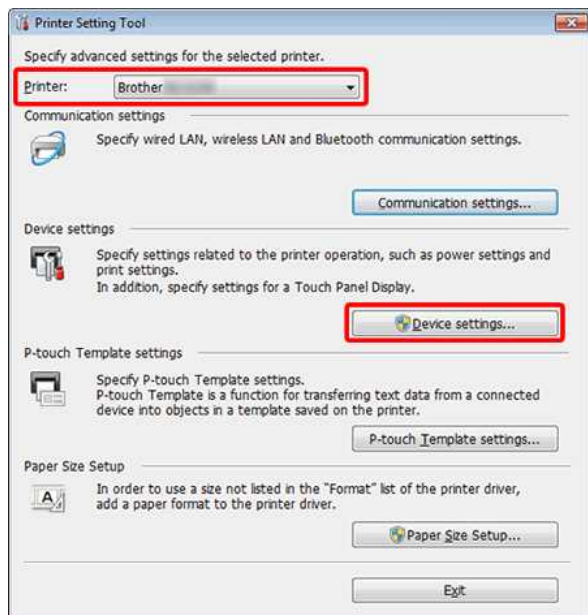 Printer Setting Tool
Specify advanced settings for the selected printer.
Printer: Brother
Communication settings
Specify wired LAN, wireless LAN and Bluetooth communication settings.
Communication settings...
Device settings
Specify settings related to the printer operation, such as power settings and
print settings.
In addition, specify settings for a Touch Panel Display.
Device settings...
P-touch Template settings
Specify P-touch Template settings.
P-touch Template is a function for transferring text data from a connected
device into objects in a template saved on the printer.
P-touch Template settings...
Paper Size Setup
In order to use a size not listed in the "Format" list of the printer driver,
add a paper format to the printer driver.
Paper Size Setup...
Exit